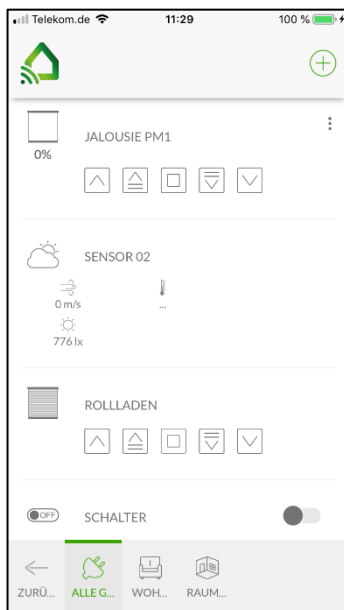 Telekom.de 11:29 100 %
JALOUSIE PM1
0%
SENSOR 02
0 m/s ...
776 lx
ROLLLADEN
OFF SCHALTER
ZURÜ... ALLE G... WOH... RAUM...